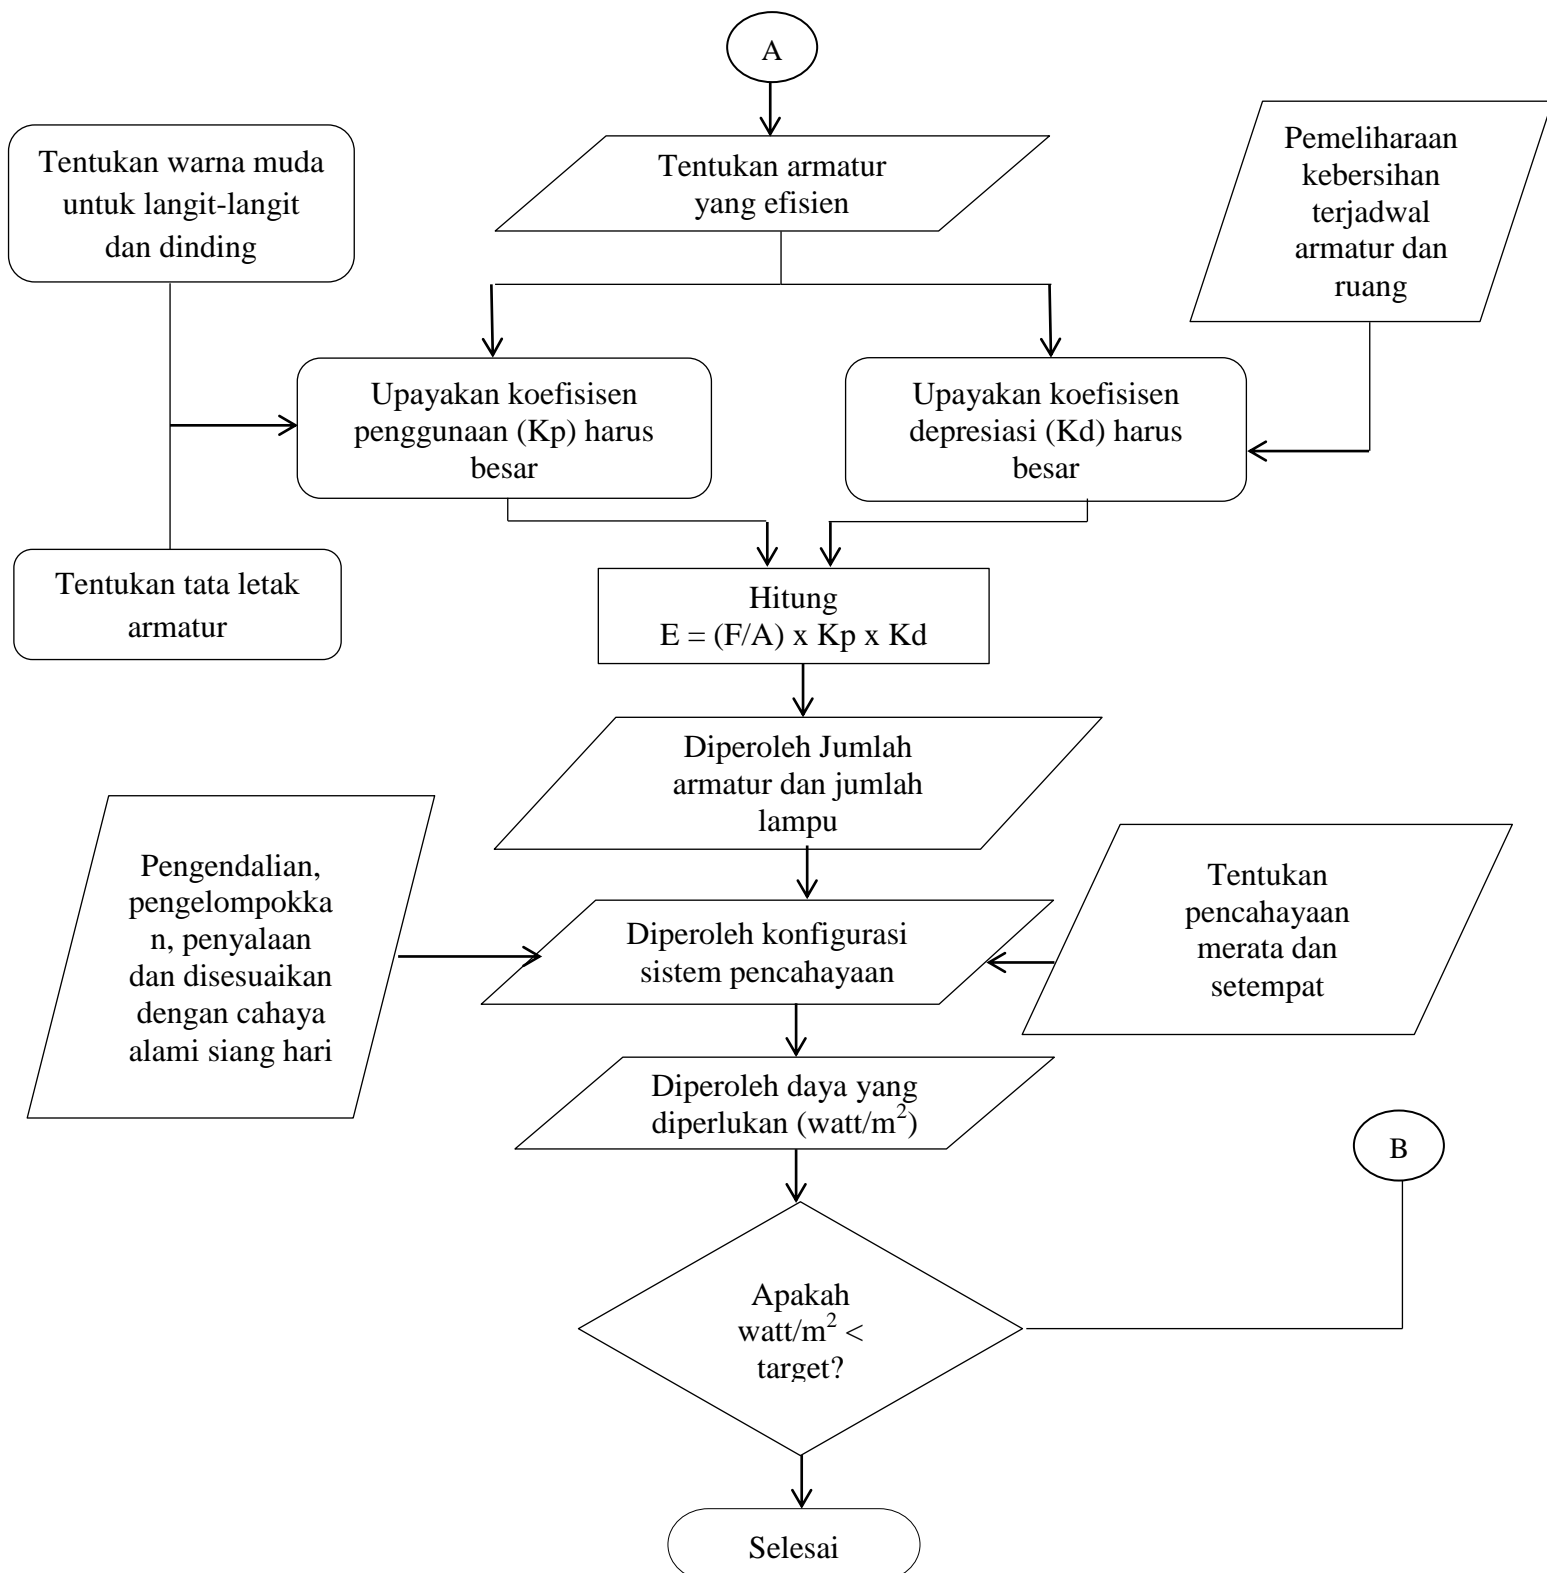 A
Tentukan warna muda
untuk langit-langit
dan dinding
Tentukan armatur
yang efisien
Pemeliharaan
kebersihan
terjadwal
armatur dan
ruang
Upayakan koefisisen
penggunaan (Kp) harus
besar
Upayakan koefisisen
depresiasi (Kd) harus
besar
Tentukan tata letak
armatur
Hitung
E = (F/A) x Kp x Kd
Diperoleh Jumlah
armatur dan jumlah
lampu
Pengendalian,
pengelompokka
n, penyalaan
dan disesuaikan
dengan cahaya
alami siang hari
Diperoleh konfigurasi
sistem pencahayaan
Tentukan
pencahayaan
merata dan
setempat
Diperoleh daya yang
diperlukan (watt/m²)
B
Apakah
watt/m² <
target?
Selesai